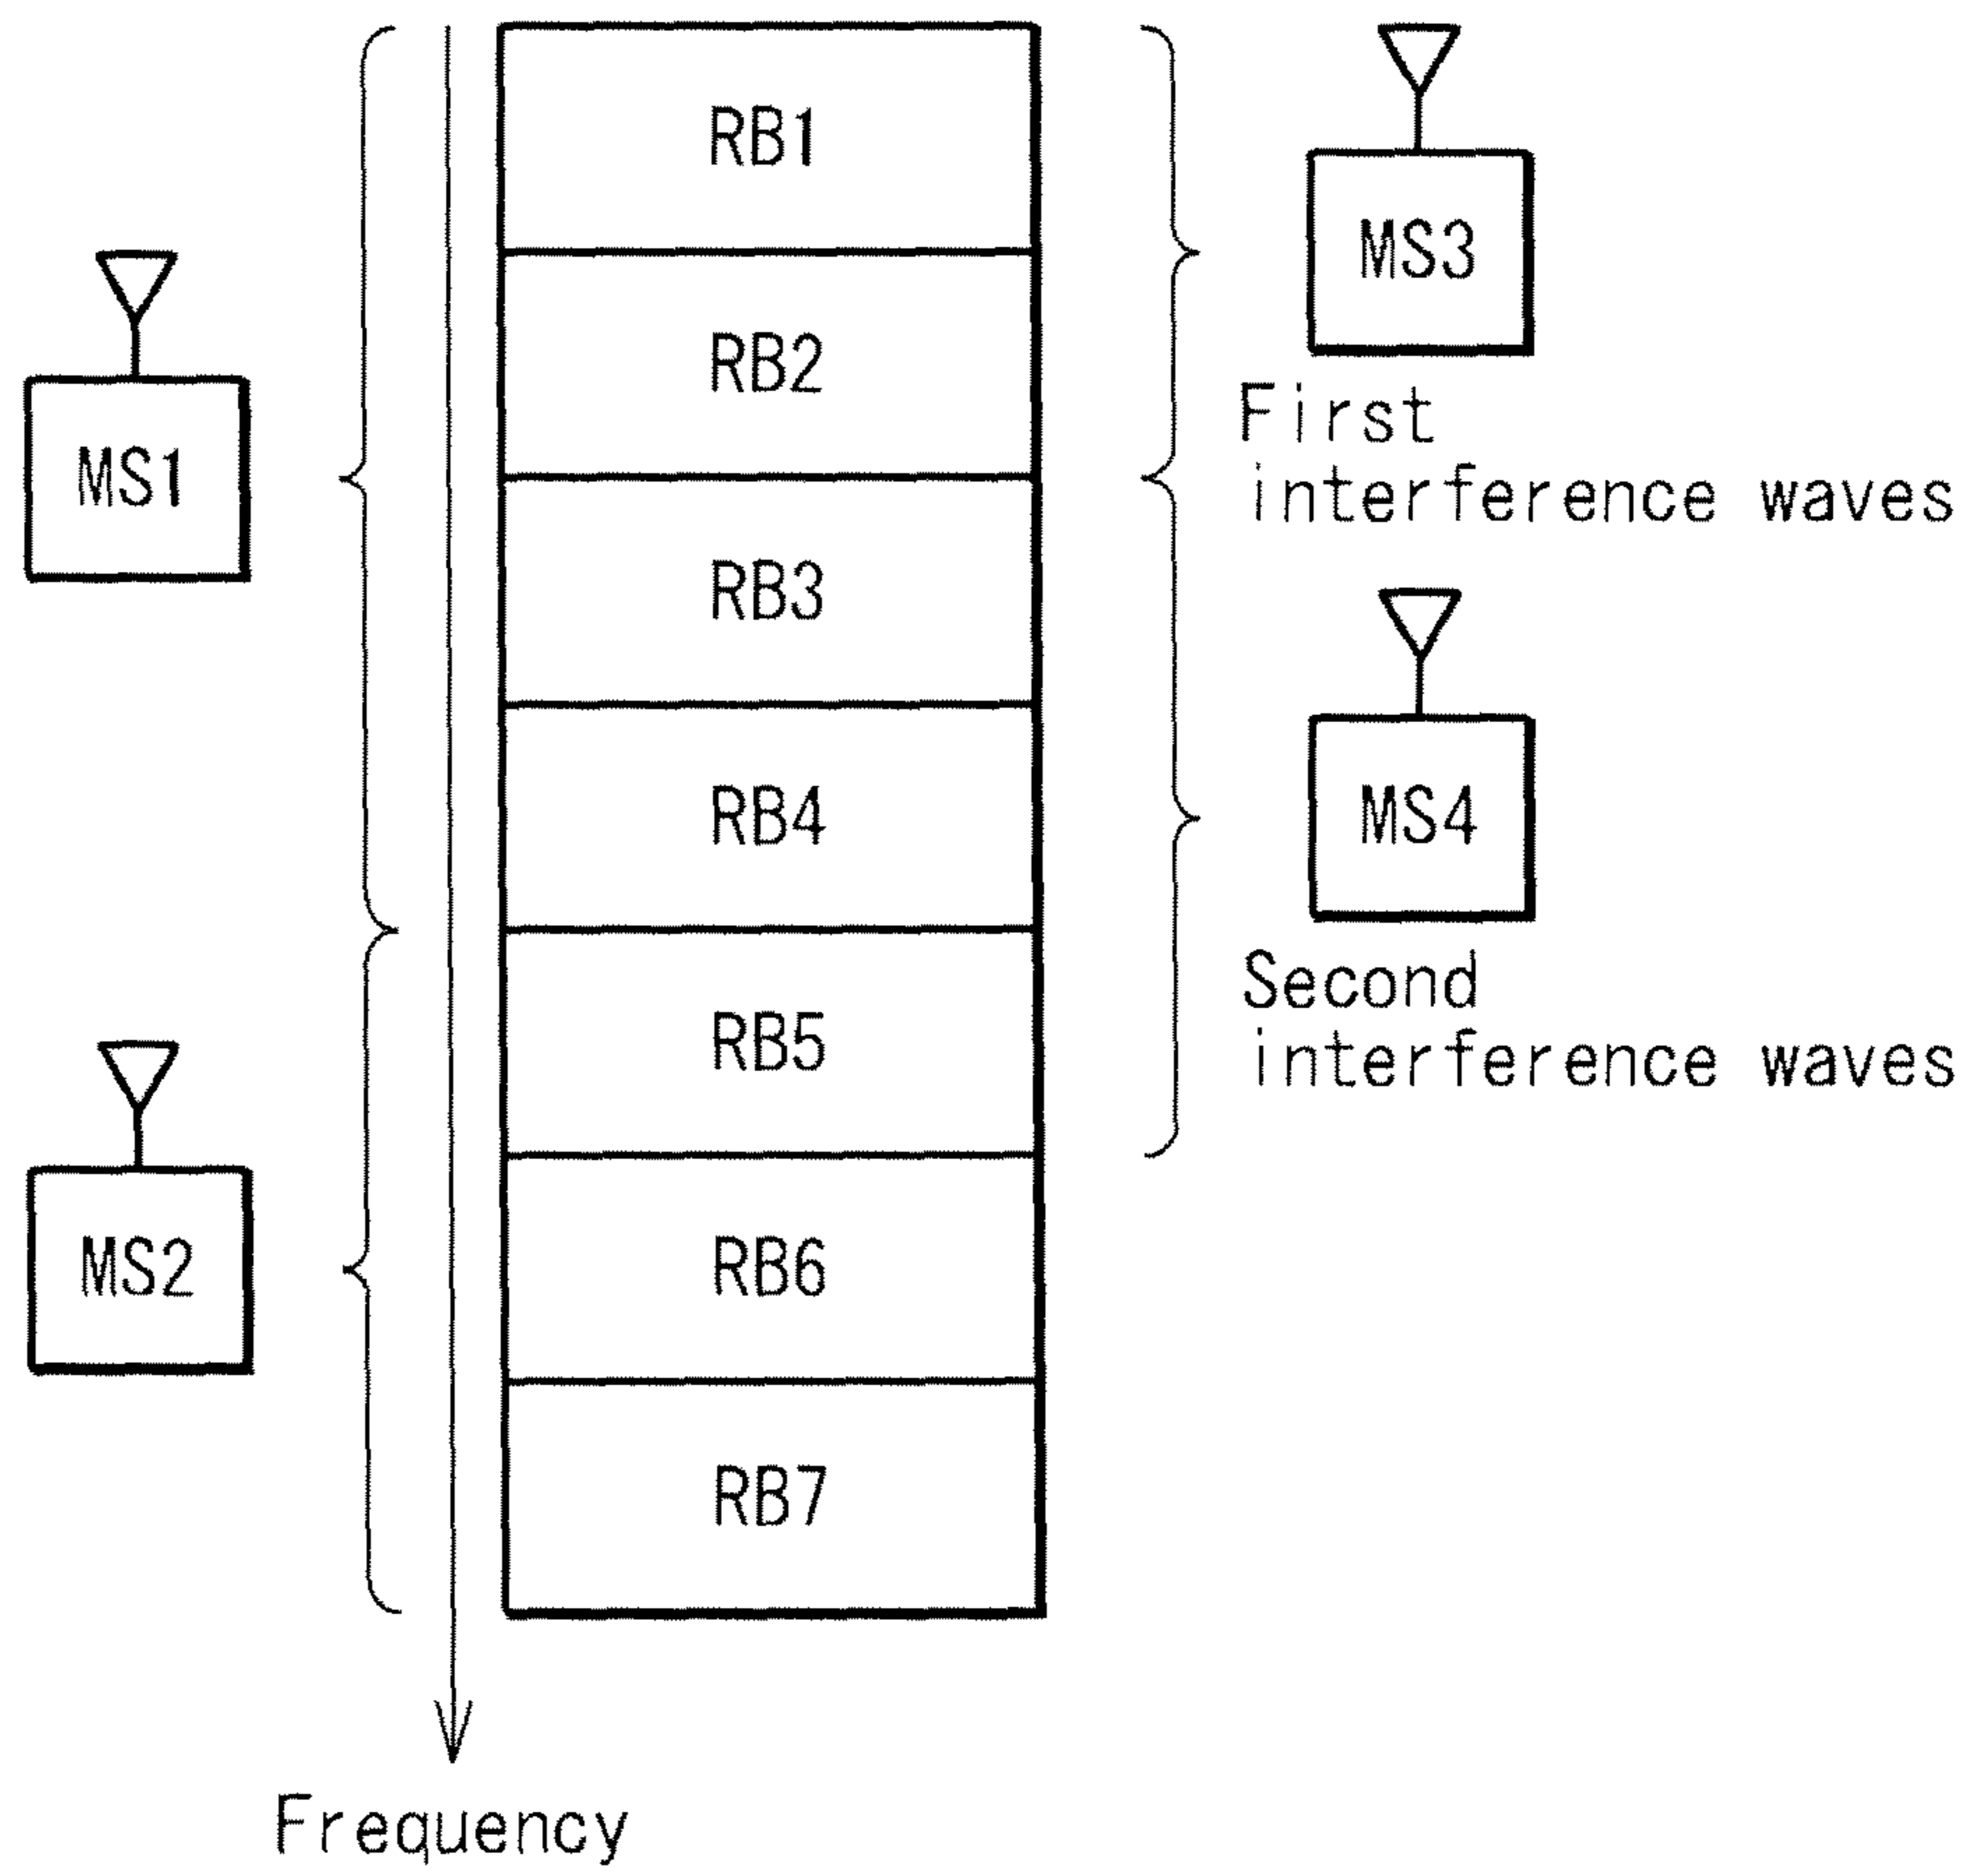 RB1
RB2
RB3
RB4
RB5
RB6
RB7
MS1
MS2
MS3
First
interference waves
MS4
Second
interference waves
Frequency